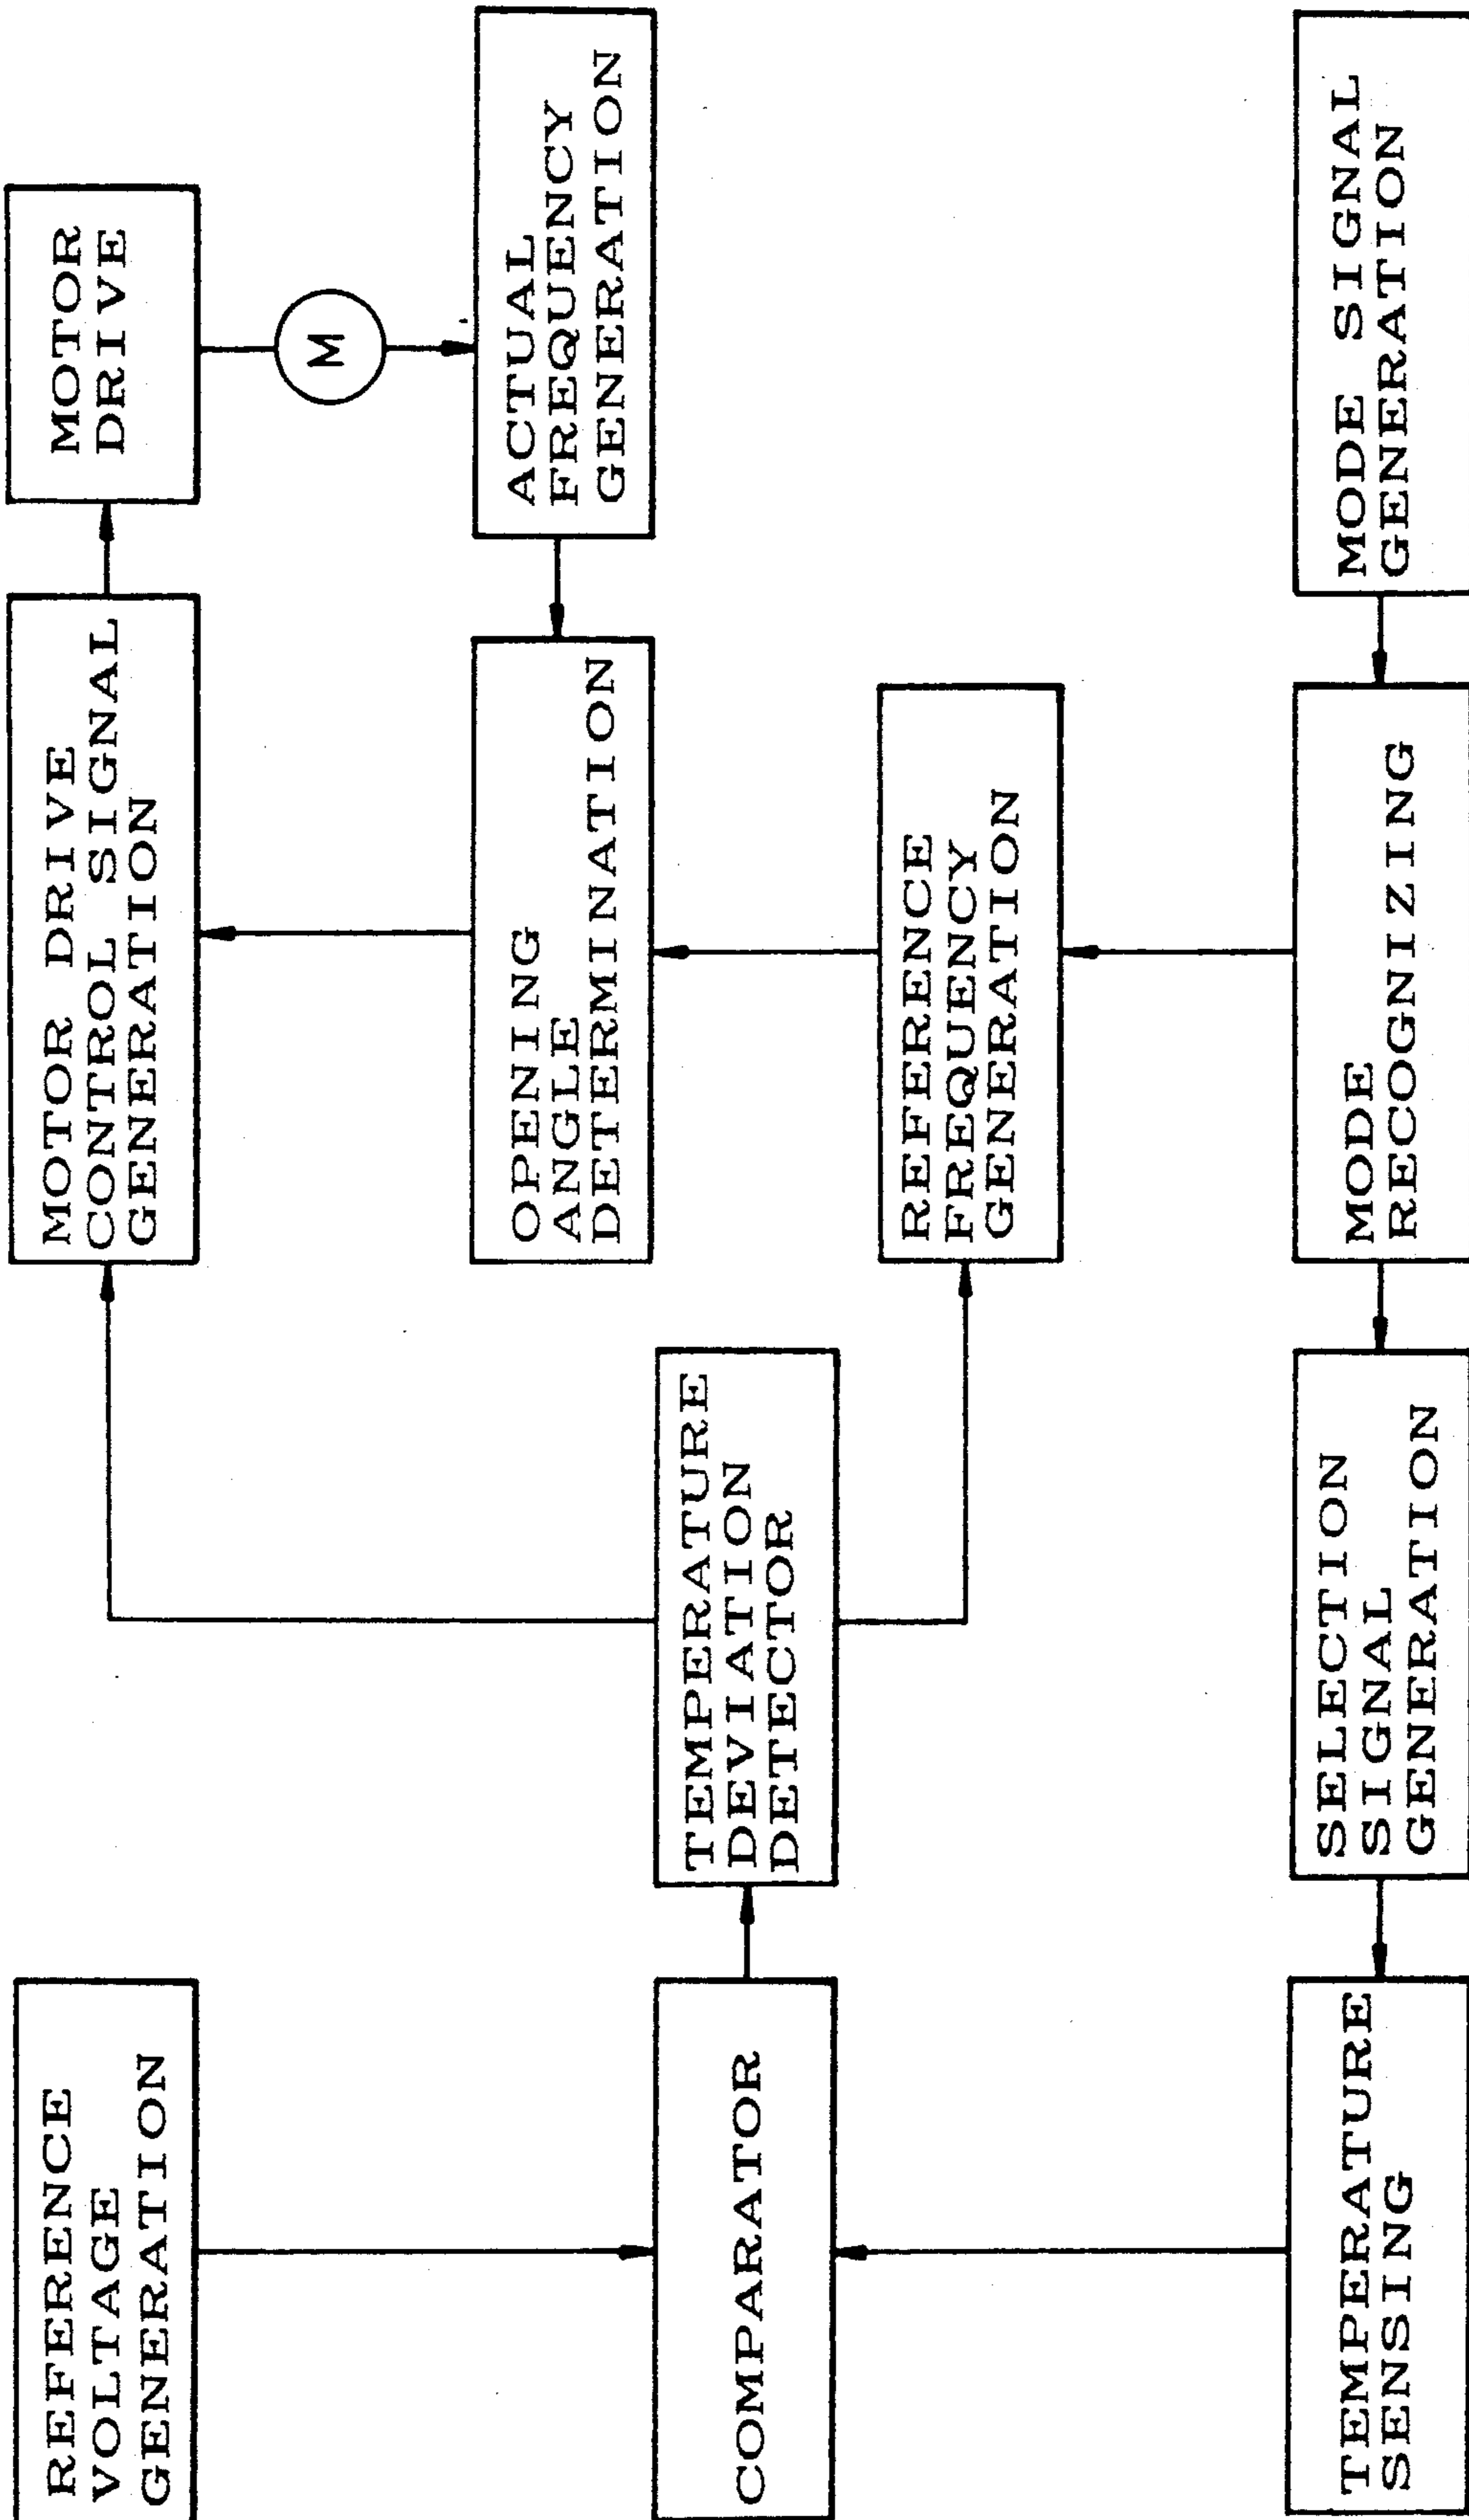 REFERENCE
VOLTAGE
GENERATION
MOTOR DRIVE
CONTROL SIGNAL
GENERATION
MOTOR
DRIVE
M
ACTUAL
FREQUENCY
GENERATION
OPENING
ANGLE
DETERMINATION
COMPARATOR
TEMPERATURE
DEVIATION
DETECTOR
REFERENCE
FREQUENCY
GENERATION
TEMPERATURE
SENSING
SELECTION
SIGNAL
GENERATION
MODE
RECOGNIZING
MODE SIGNAL
GENERATION